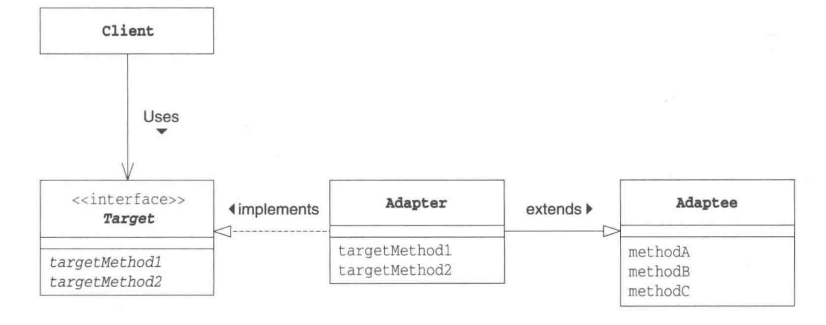 Client
Uses
<<interface>>
Target
targetMethod1
targetMethod2
implements
Adapter
targetMethod1
targetMethod2
extends
Adaptee
methodA
methodB
methodC